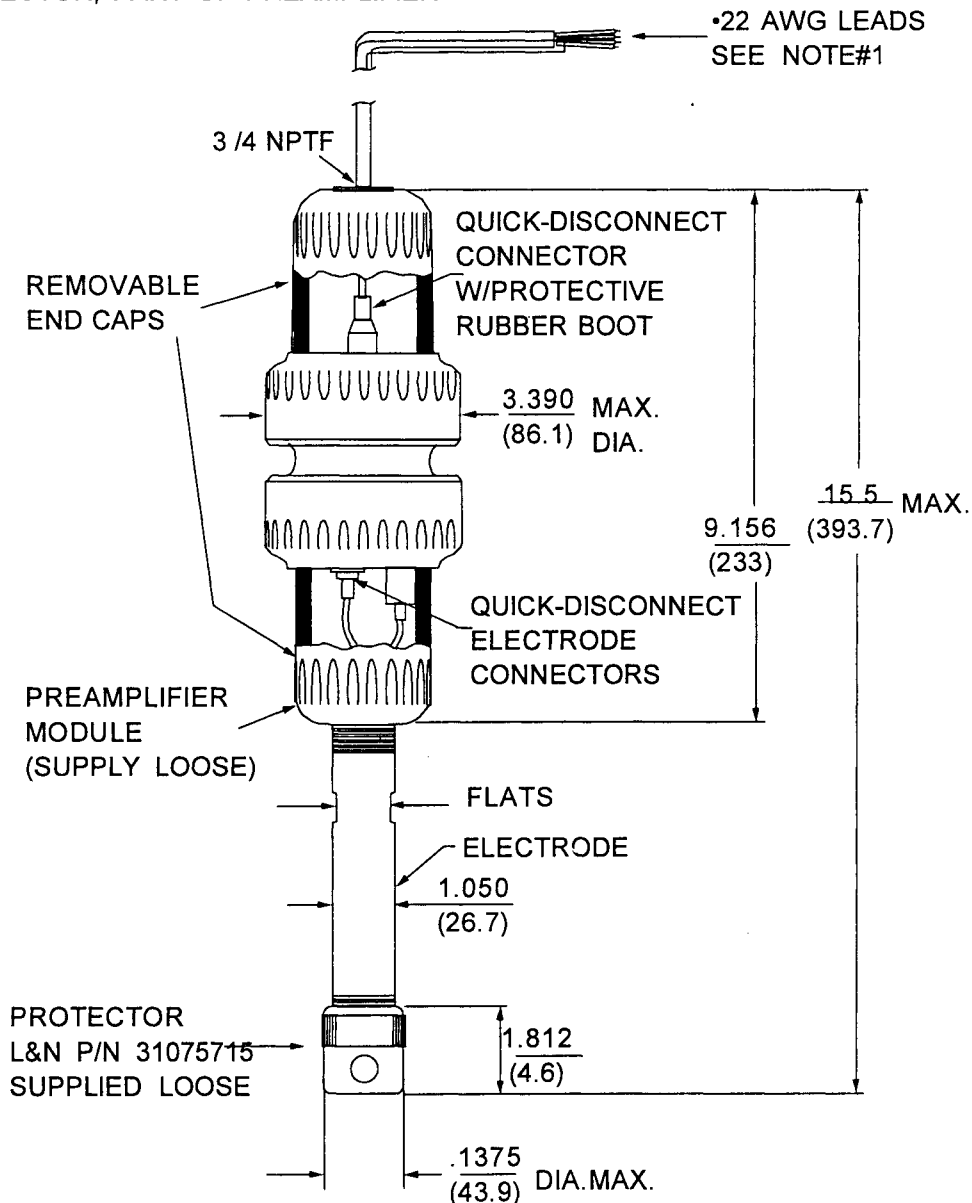 •22 AWG LEADS
SEE NOTE#1
3 /4 NPTF
QUICK-DISCONNECT
CONNECTOR
W/PROTECTIVE
RUBBER BOOT
REMOVABLE
END CAPS
3.390
(86.1)
MAX.
DIA.
15.5
(393.7)
MAX.
9.156
(233)
QUICK-DISCONNECT
ELECTRODE
CONNECTORS
PREAMPLIFIER
MODULE
(SUPPLY LOOSE)
FLATS
ELECTRODE
1.050
(26.7)
PROTECTOR
L&N P/N 31075715
SUPPLIED LOOSE
1.812
(4.6)
.1375
(43.9)
DIA.MAX.